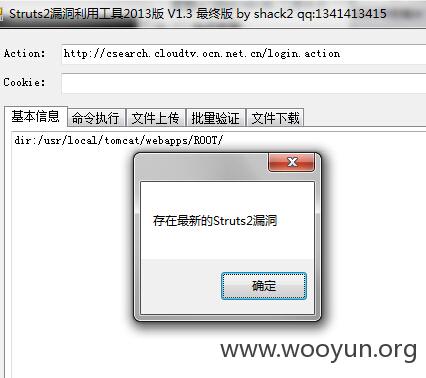 Struts2漏洞利用工具2013版 V1.3 最终版 by shack2 qq:1341413415
Action: http://csearch.cloudtv.ocn.net.cn/login.action
Cookie:
基本信息 命令执行 文件上传 批量验证 文件下载
dir:/usr/local/tomcat/webapps/ROOT/
存在最新的Struts2漏洞
确定
www.wooyun.org